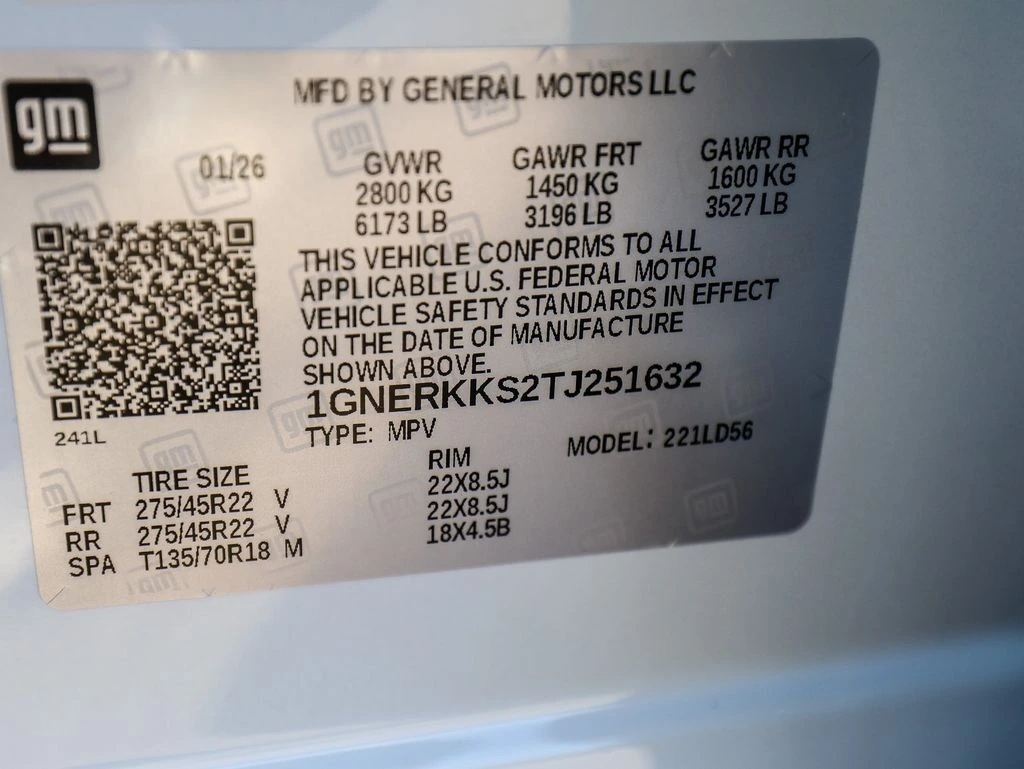 gm
MFD BY GENERAL MOTORS LLC
01/26 GVWR GAWR FRT GAWR RR
2800 KG 1450 KG 1600 KG
6173 LB 3196 LB 3527 LB
THIS VEHICLE CONFORMS TO ALL
APPLICABLE U.S. FEDERAL MOTOR
VEHICLE SAFETY STANDARDS IN EFFECT
ON THE DATE OF MANUFACTURE
SHOWN ABOVE.
1GNERKKS2TJ251632
241L
TYPE: MPV MODEL: 221LD56
TIRE SIZE RIM
FRT 275/45R22 V 22X8.5J
RR 275/45R22 V 22X8.5J
SPA T135/70R18 M 18X4.5B